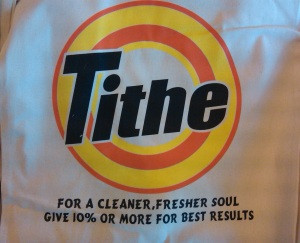 Tithe
FOR A CLEANER,FRESHER SOUL
GIVE 10% OR MORE FOR BEST RESULTS